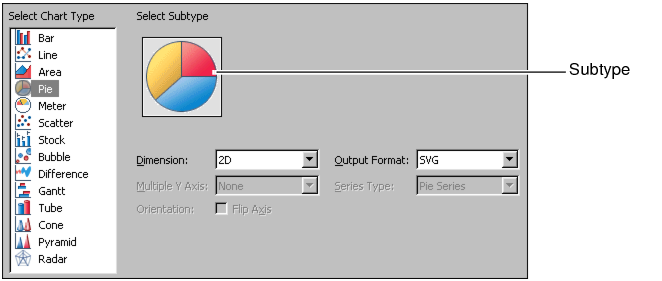 Select Chart Type
Select Subtype
Bar
Line
Area
Pie
Meter
Scatter
Stock
Bubble
Difference
Gantt
Tube
Cone
Pyramid
Radar
Subtype
Dimension: 2D Output Format: SVG
Multiple Y Axis: None Series Type: Pie Series
Orientation: Flip Axis